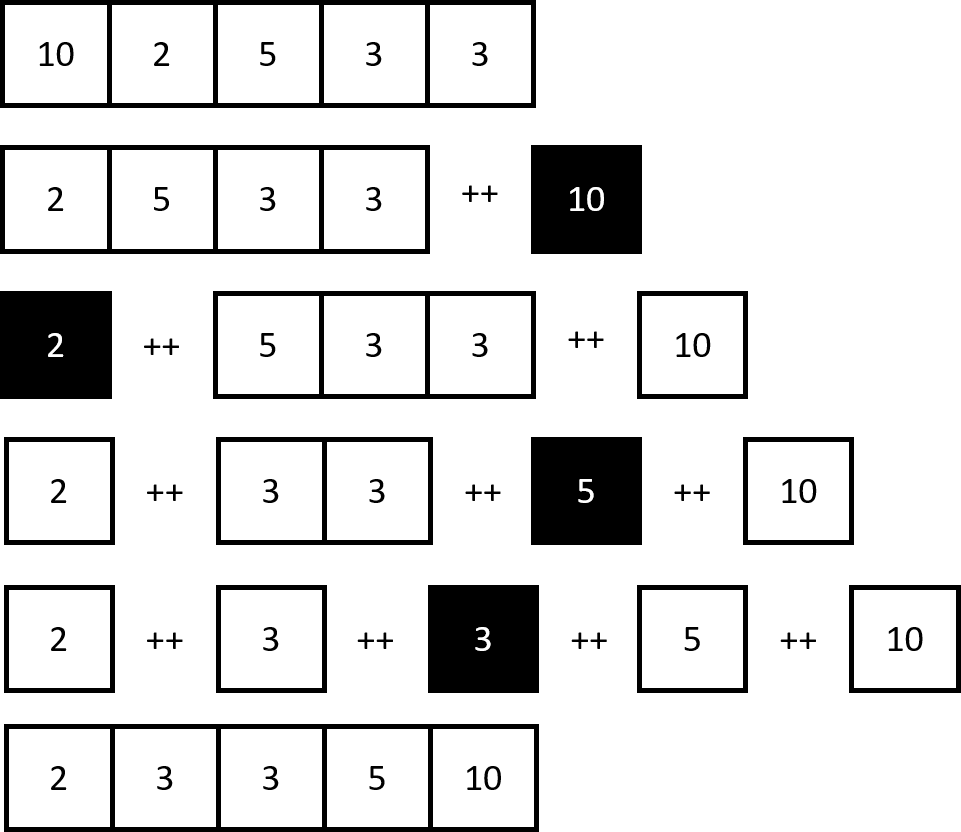 10 2 5 3 3
2 5 3 3 ++ 10
2 ++ 5 3 3 ++ 10
2 ++ 3 3 ++ 5 ++ 10
2 ++ 3 ++ 3 ++ 5 ++ 10
2 3 3 5 10